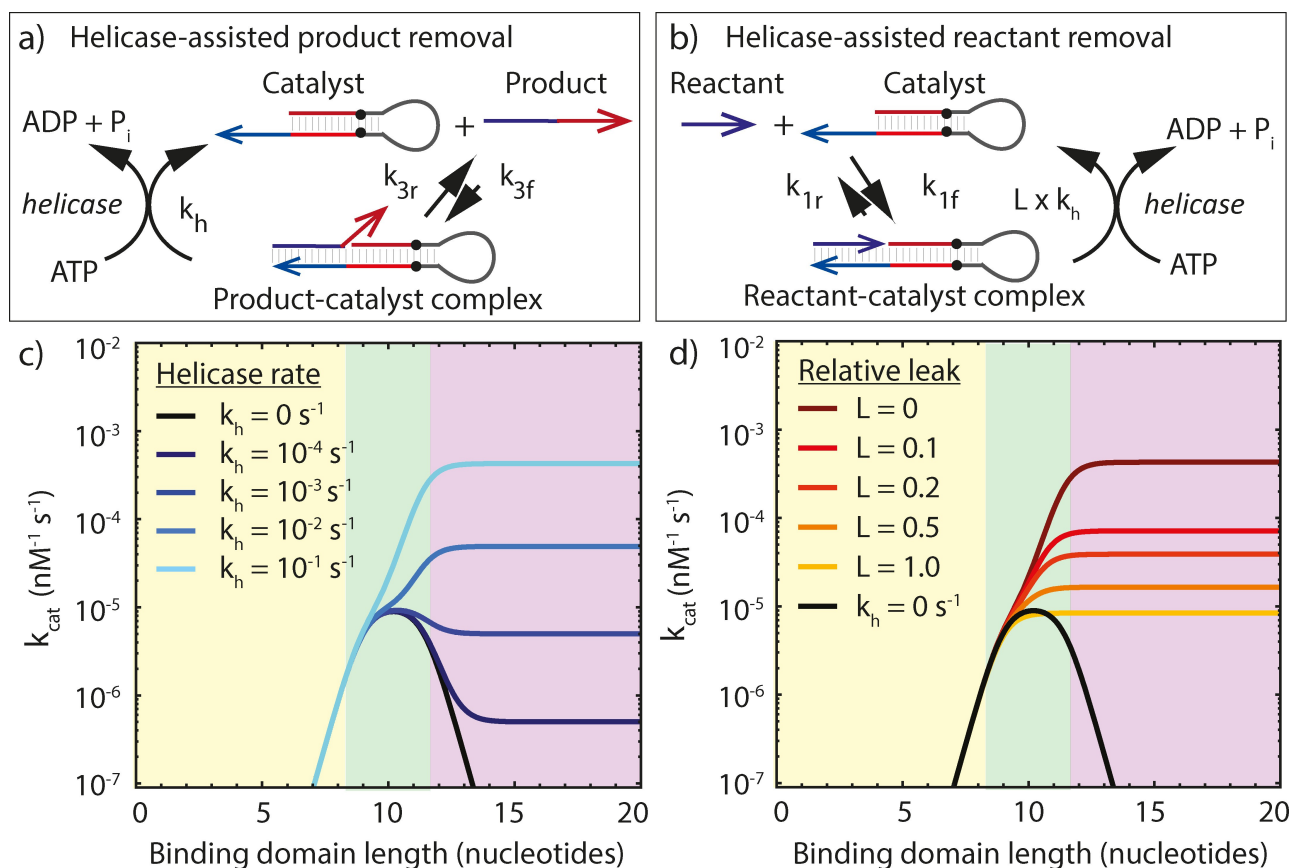 a) Helicase-assisted product removal
Catalyst
Product
ADP + Pi
+
k3r
k3f
helicase
kh
ATP
Product-catalyst complex
b) Helicase-assisted reactant removal
Reactant
Catalyst
+
ADP + Pi
k1r
k1f
L x kh
helicase
ATP
Reactant-catalyst complex
c)
10-2
10-3
10-4
10-5
10-6
10-7
kcat (nM-1 s-1)
Helicase rate
kh = 0 s-1
kh = 10-4 s-1
kh = 10-3 s-1
kh = 10-2 s-1
kh = 10-1 s-1
0 5 10 15 20
Binding domain length (nucleotides)
d)
10-2
10-3
10-4
10-5
10-6
10-7
kcat (nM-1 s-1)
Relative leak
L = 0
L = 0.1
L = 0.2
L = 0.5
L = 1.0
kh = 0 s-1
0 5 10 15 20
Binding domain length (nucleotides)